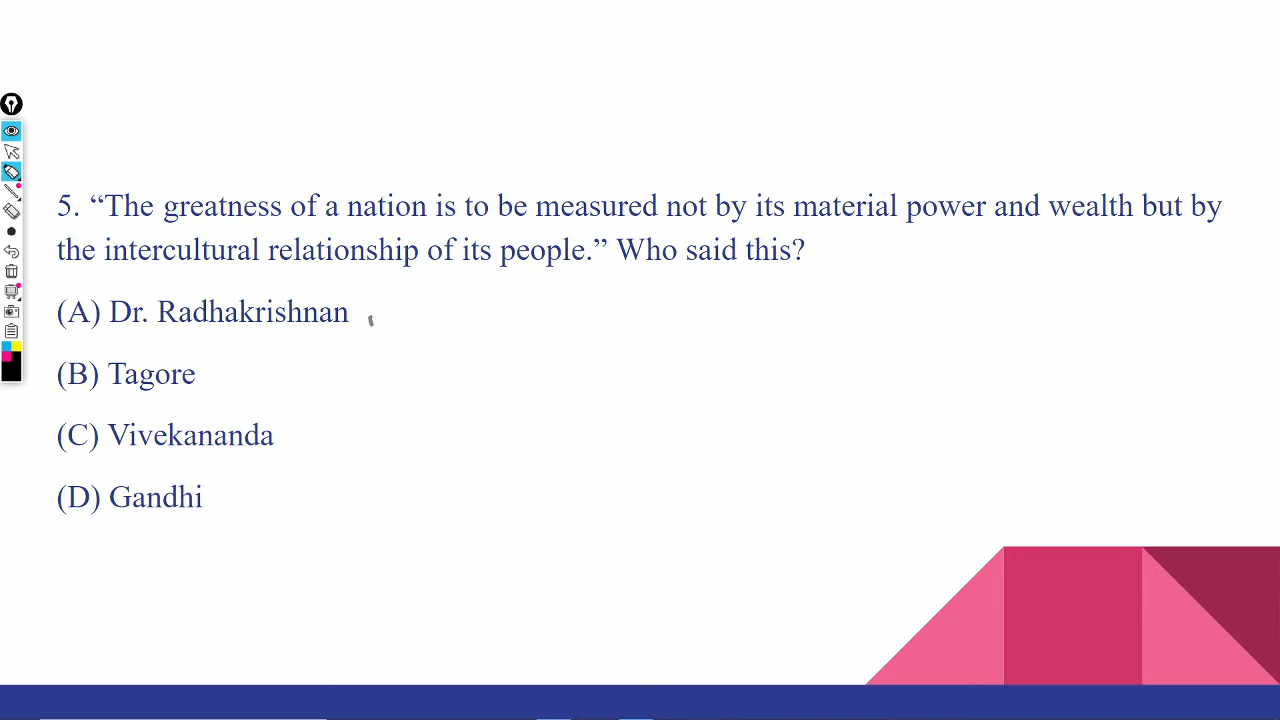 5. “The greatness of a nation is to be measured not by its material power and wealth but by
the intercultural relationship of its people.” Who said this?
(A) Dr. Radhakrishnan
(B) Tagore
(C) Vivekananda
(D) Gandhi